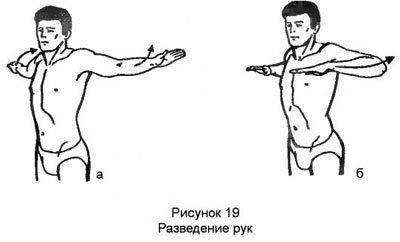 а
б
Рисунок 19
Разведение рук